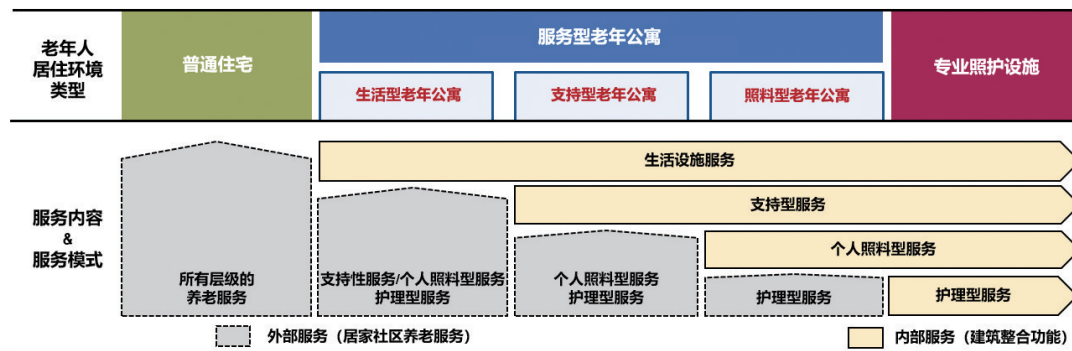 老年人
居住环境
类型
普通住宅
服务型老年公寓
生活型老年公寓
支持型老年公寓
照料型老年公寓
专业照护设施
服务内容
&
服务模式
生活设施服务
支持型服务
个人照料型服务
所有层级的
养老服务
支持性服务/个人照料型服务
护理型服务
个人照料型服务
护理型服务
护理型服务
护理型服务
外部服务（居家社区养老服务）
内部服务（建筑整合功能）